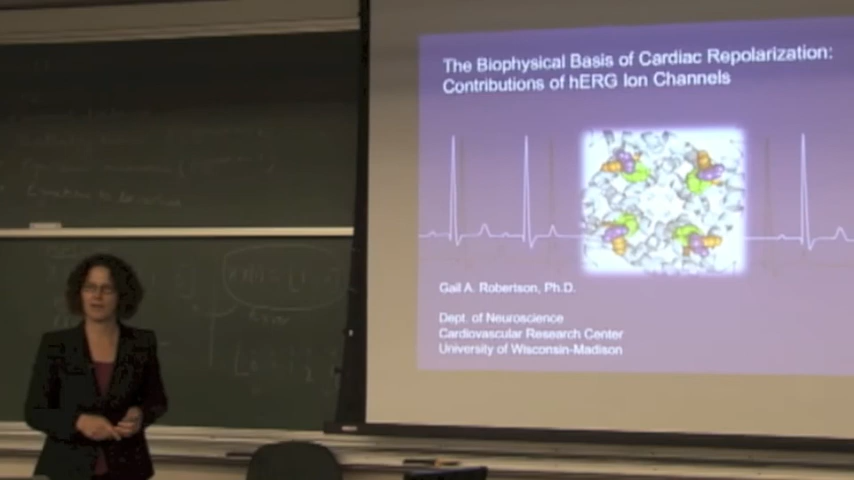 The Biophysical Basis of Cardiac Repolarization:
Contributions of hERG Ion Channels
Gail A. Robertson, Ph.D.
Dept. of Neuroscience
Cardiovascular Research Center
University of Wisconsin-Madison